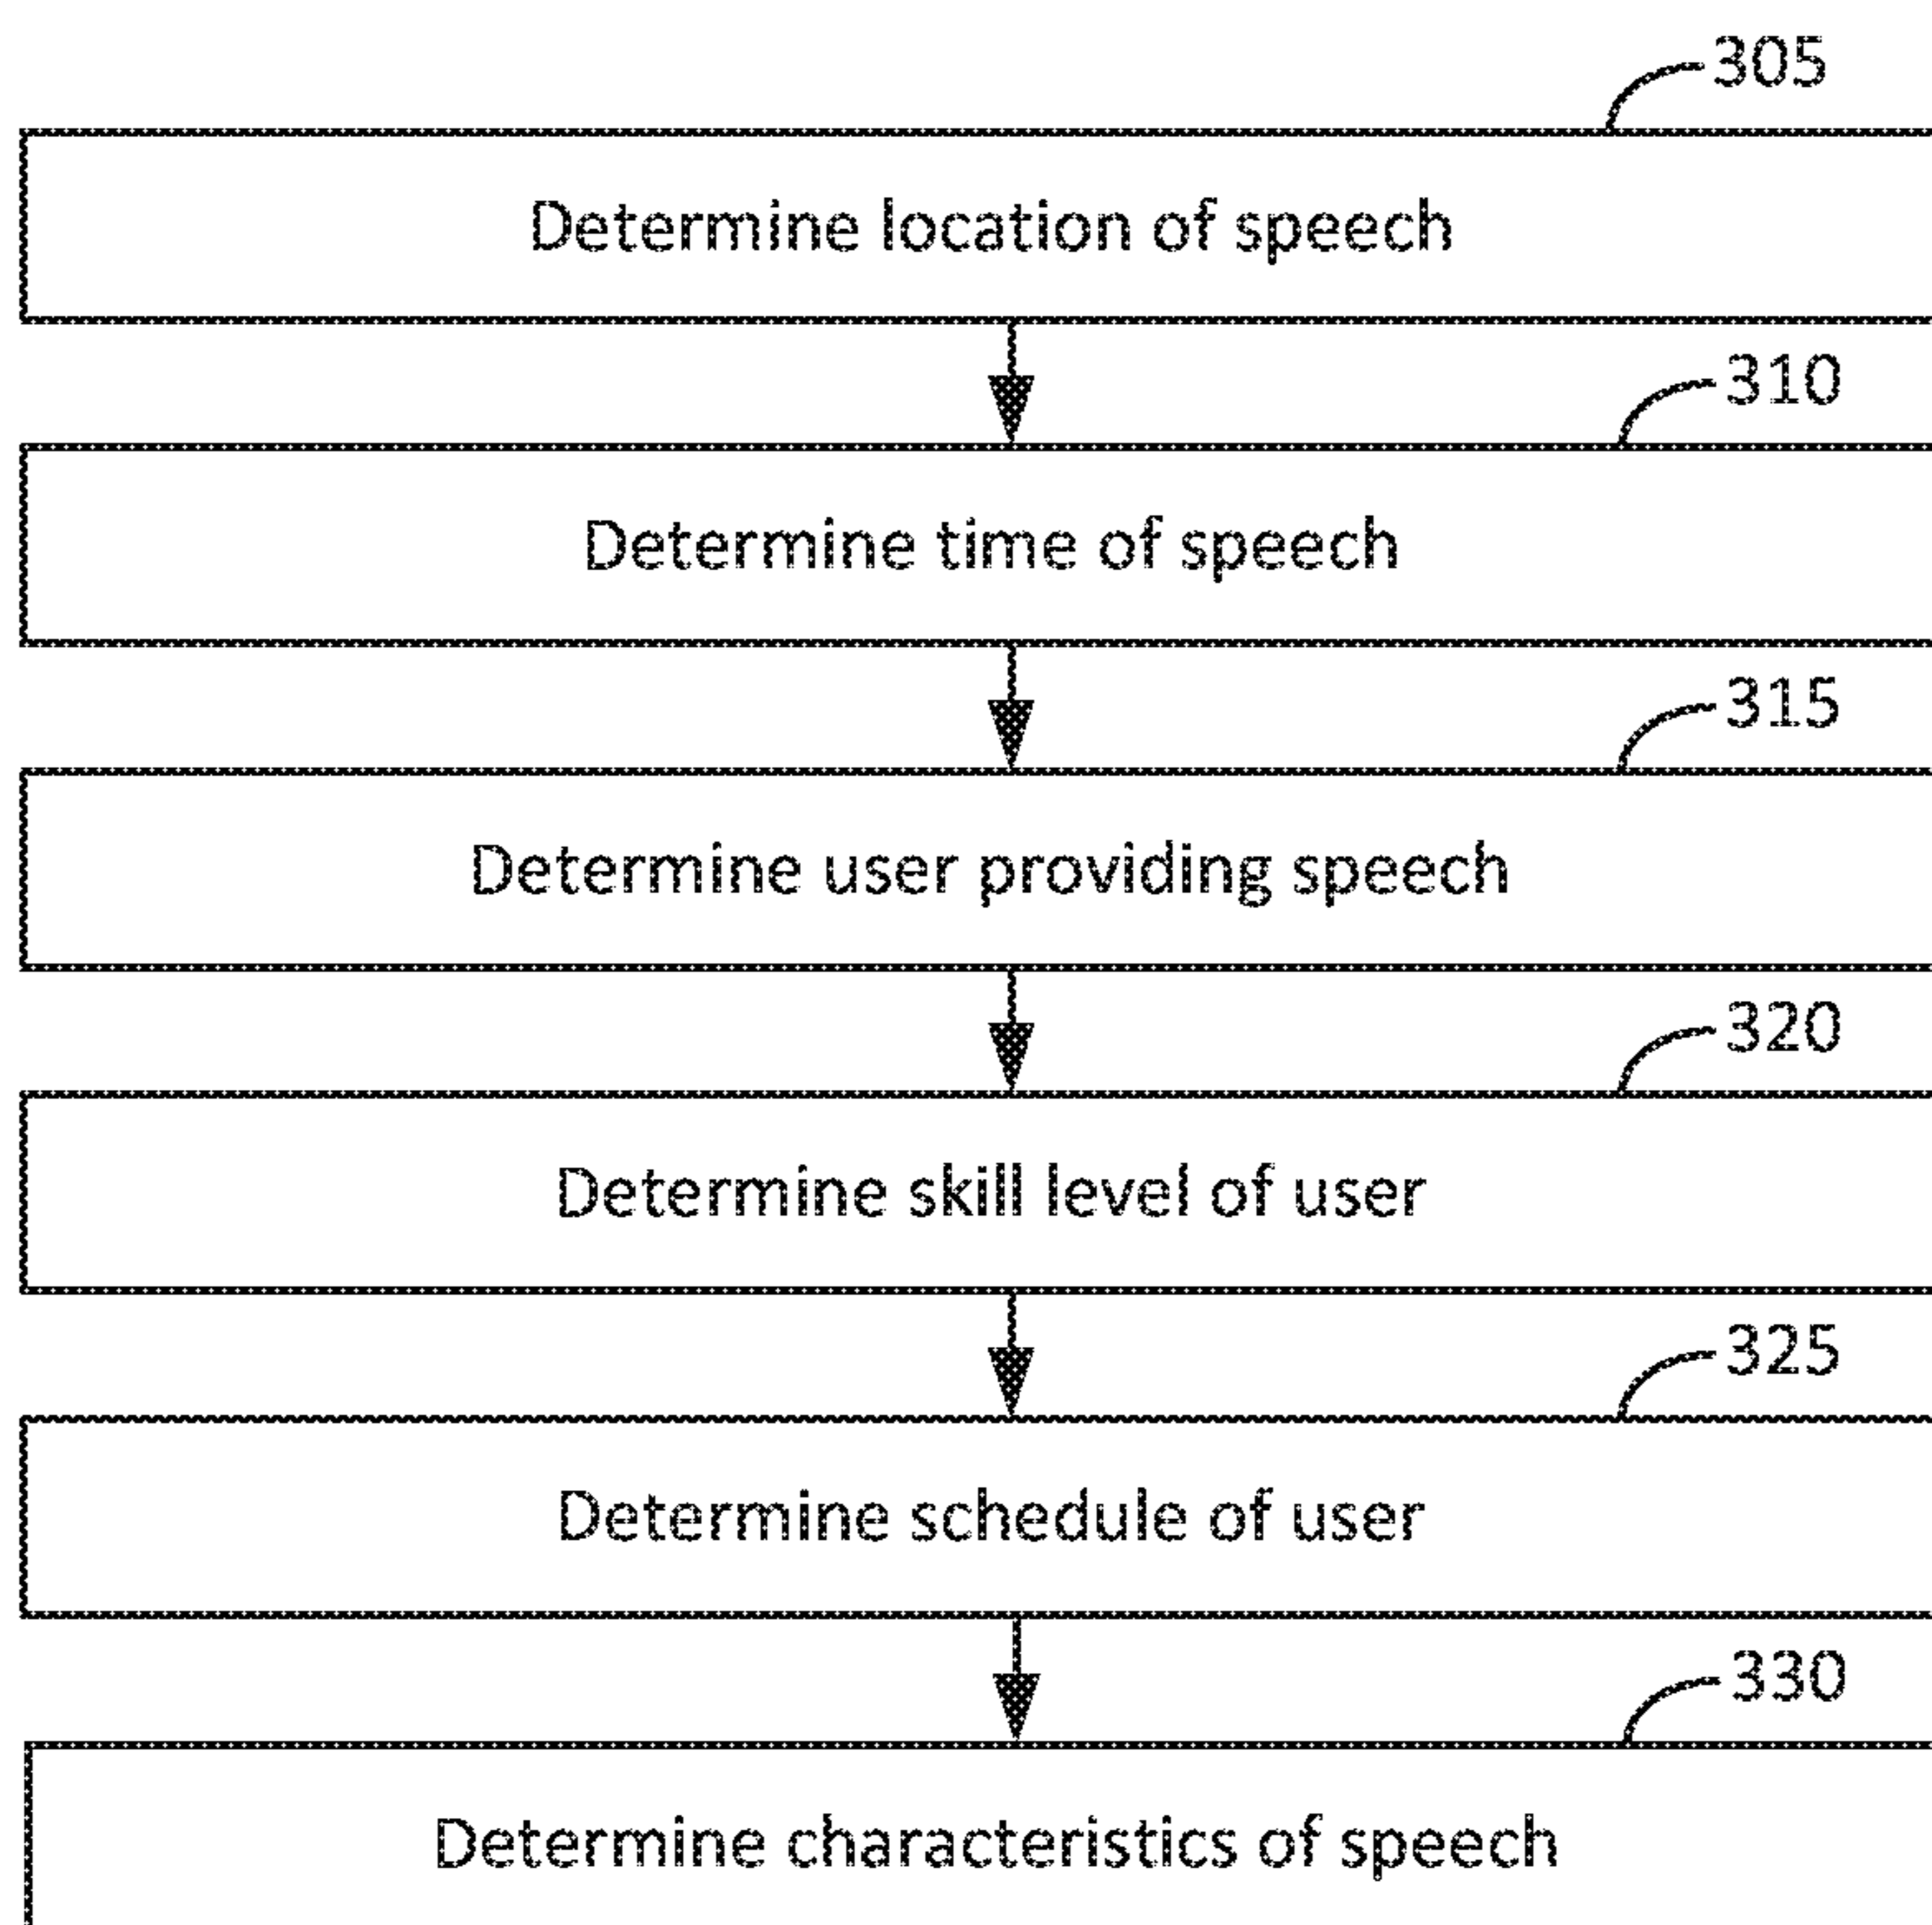 305
Determine location of speech
310
Determine time of speech
315
Determine user providing speech
320
Determine skill level of user
325
Determine schedule of user
330
Determine characteristics of speech